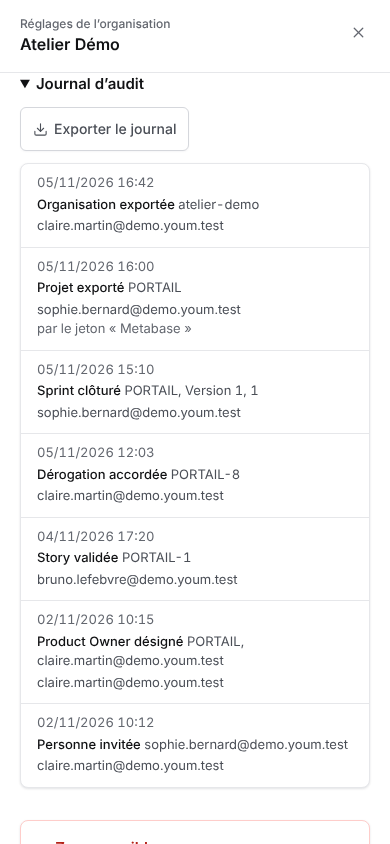 Réglages de l’organisation
Atelier Démo
Journal d’audit
Exporter le journal
05/11/2026 16:42
Organisation exportée atelier-demo
claire.martin@demo.youm.test
05/11/2026 16:00
Projet exporté PORTAIL
sophie.bernard@demo.youm.test
par le jeton « Metabase »
05/11/2026 15:10
Sprint clôturé PORTAIL, Version 1, 1
sophie.bernard@demo.youm.test
05/11/2026 12:03
Dérogation accordée PORTAIL-8
claire.martin@demo.youm.test
04/11/2026 17:20
Story validée PORTAIL-1
bruno.lefebvre@demo.youm.test
02/11/2026 10:15
Product Owner désigné PORTAIL,
claire.martin@demo.youm.test
claire.martin@demo.youm.test
02/11/2026 10:12
Personne invitée sophie.bernard@demo.youm.test
claire.martin@demo.youm.test